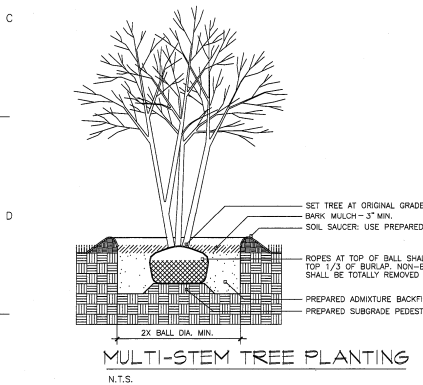 C
D
SET TREE AT ORIGINAL GRADE
BARK MULCH - 3" MIN.
SOIL SAUCER: USE PREPARED
ROPES AT TOP OF BALL SHAL
TOP 1/3 OF BURLAP. NON-B
SHALL BE TOTALLY REMOVED
PREPARED ADMIXTURE BACKFI
PREPARED SUBGRADE PEDEST
2X BALL DIA. MIN.
MULTI-STEM TREE PLANTING
N.T.S.